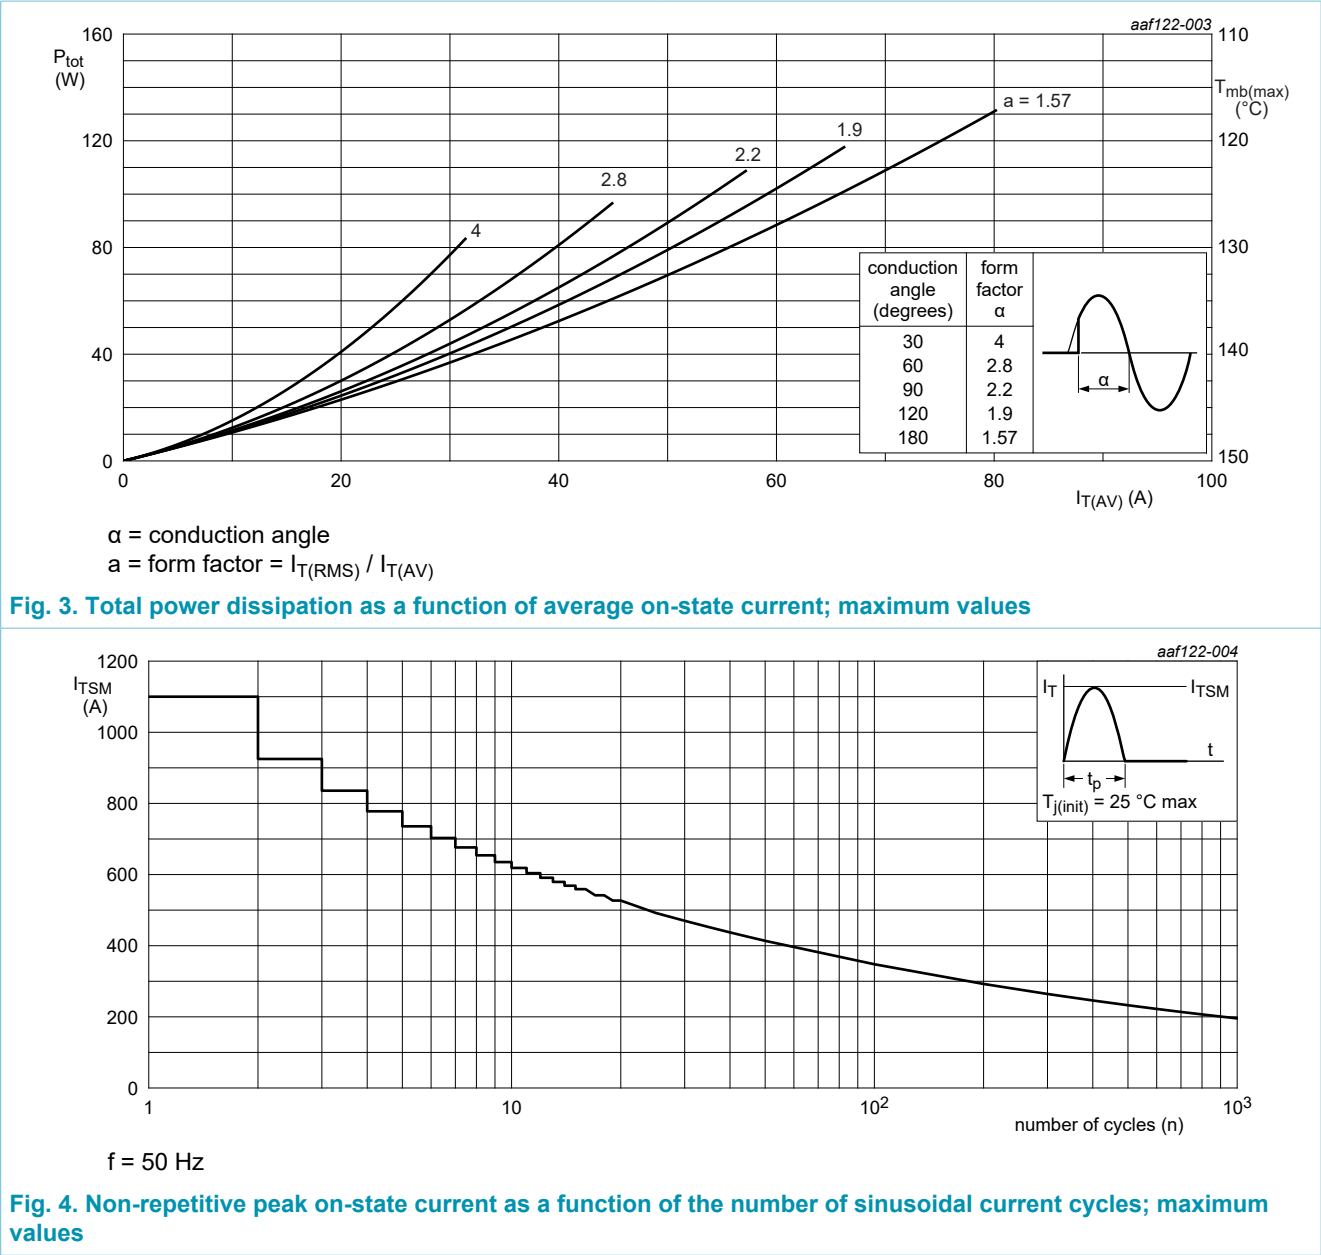 aaf122-003
160
120
80
40
0
Ptot
(W)
110
120
130
140
150
Tmb(max)
(°C)
a = 1.57
1.9
2.2
2.8
4
conduction angle (degrees) form factor α
30 4
60 2.8
90 2.2
120 1.9
180 1.57
α
0 20 40 60 80 100
IT(AV) (A)
α = conduction angle
a = form factor = IT(RMS) / IT(AV)
Fig. 3. Total power dissipation as a function of average on-state current; maximum values
aaf122-004
1200
1000
800
600
400
200
0
ITSM
(A)
IT
ITSM
t
tp
Tj(init) = 25 °C max
1 10 10² 10³
number of cycles (n)
f = 50 Hz
Fig. 4. Non-repetitive peak on-state current as a function of the number of sinusoidal current cycles; maximum
values